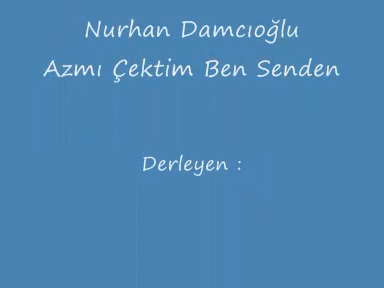 Nurhan Damcıoğlu
Azmı Çektim Ben Senden
Derleyen :